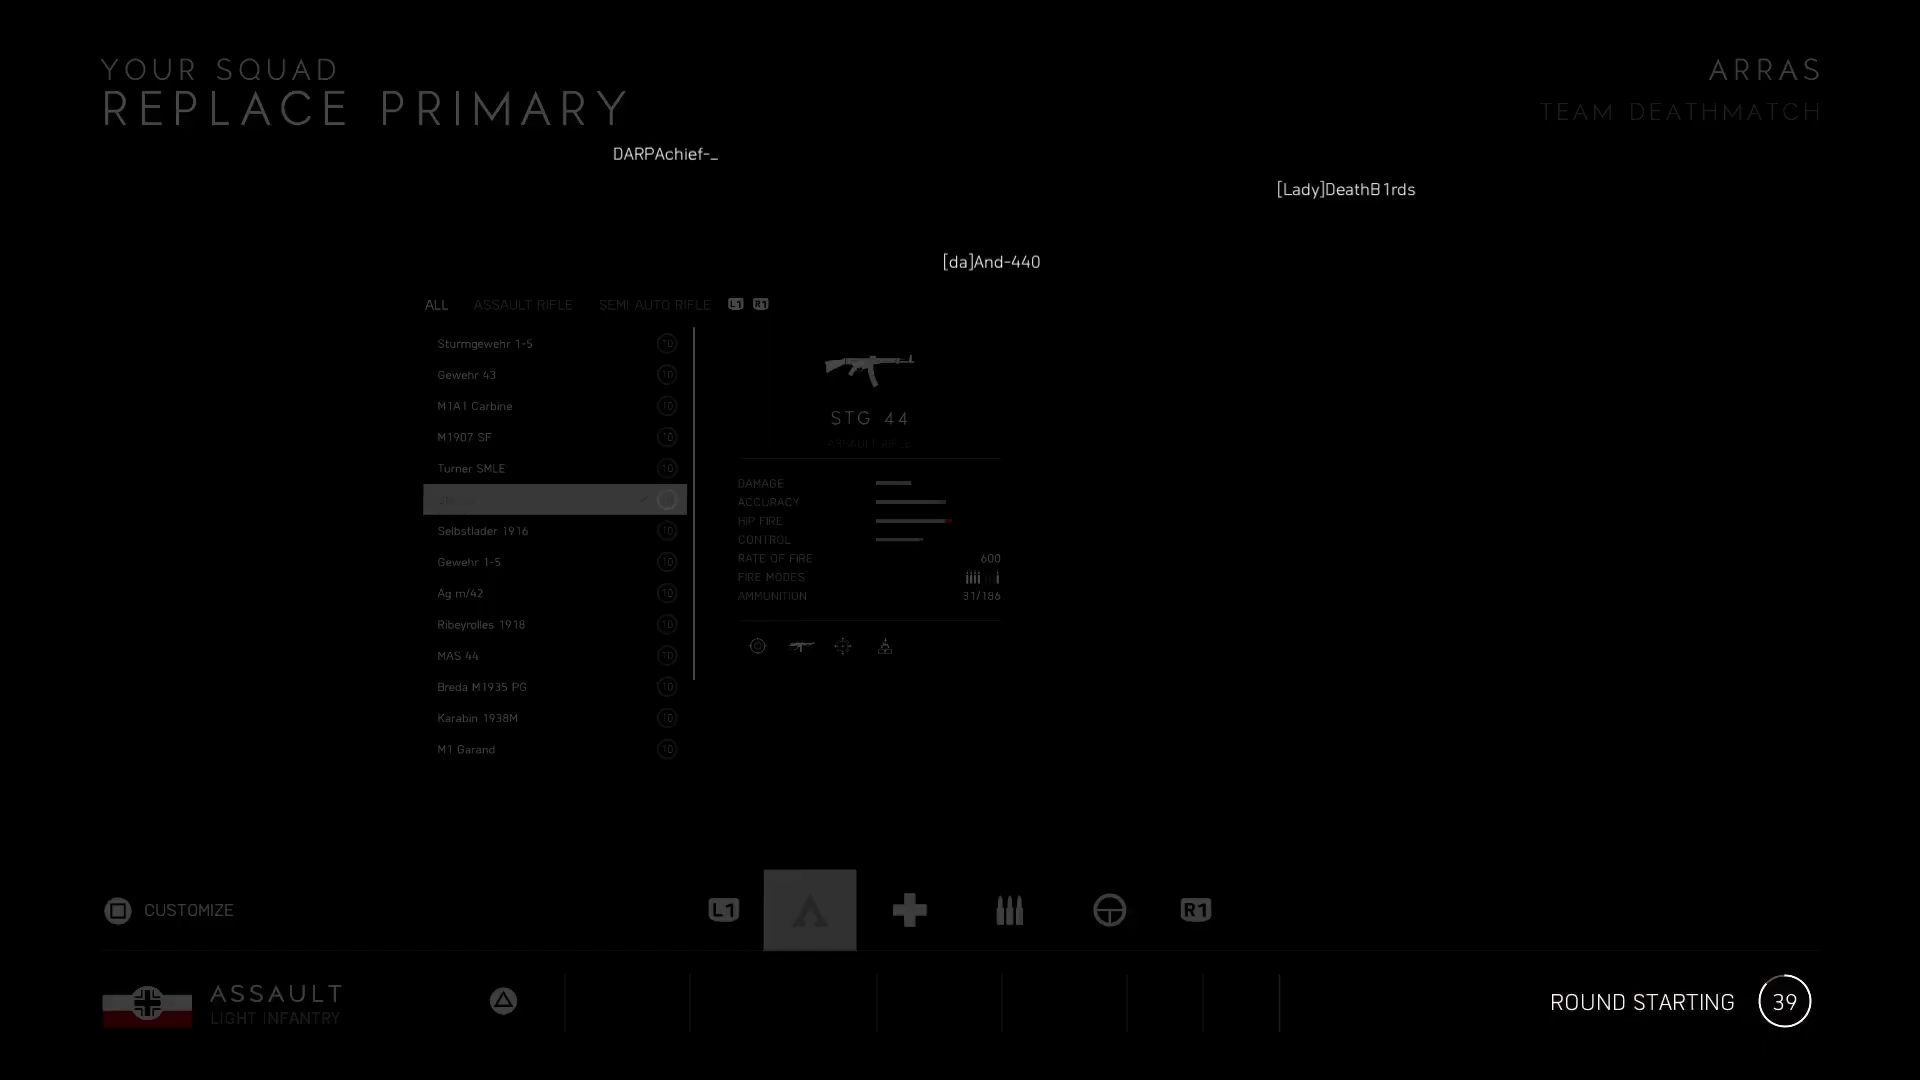 YOUR SQUAD
REPLACE PRIMARY
ARRAS
TEAM DEATHMATCH
DARPAchief-_
[Lady]DeathB1rds
[da]And-440
ALL ASSAULT RIFLE SEMI-AUTO RIFLE L1 R1
Sturmgewehr 1-5 10
Gewehr 43 10
M1A1 Carbine 10
M1907 SF 10
Turner SMLE 10
Selbstlader 1916 10
Gewehr 1-5 10
Ag m/42 10
Ribeyrolles 1918 10
MAS 44 10
Breda M1935 PG 10
Karabin 1938M 10
M1 Garand 10
STG 44
ASSAULT RIFLE
DAMAGE
ACCURACY
HIP FIRE
CONTROL
RATE OF FIRE 600
FIRE MODES
AMMUNITION 31/186
CUSTOMIZE
L1 R1
ASSAULT
LIGHT INFANTRY
ROUND STARTING 39